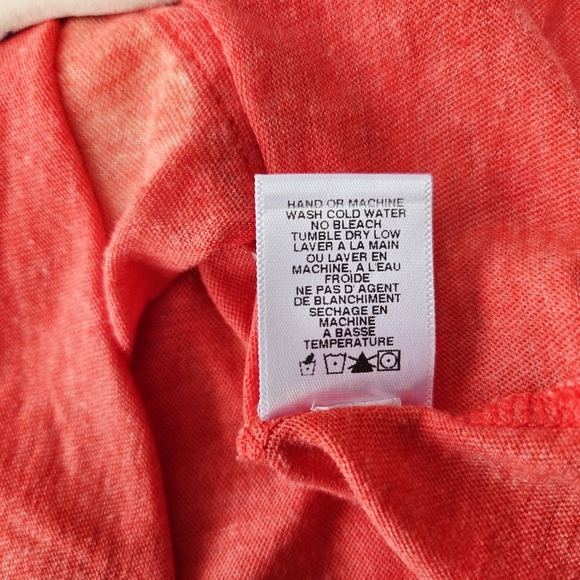 HAND OR MACHINE
WASH COLD WATER
NO BLEACH
TUMBLE DRY LOW
LAVER A LA MAIN
OU LAVER EN
MACHINE, A L'EAU
FROIDE
NE PAS D'AGENT
DE BLANCHIMENT
SECHAGE EN
MACHINE
A BASSE
TEMPERATURE